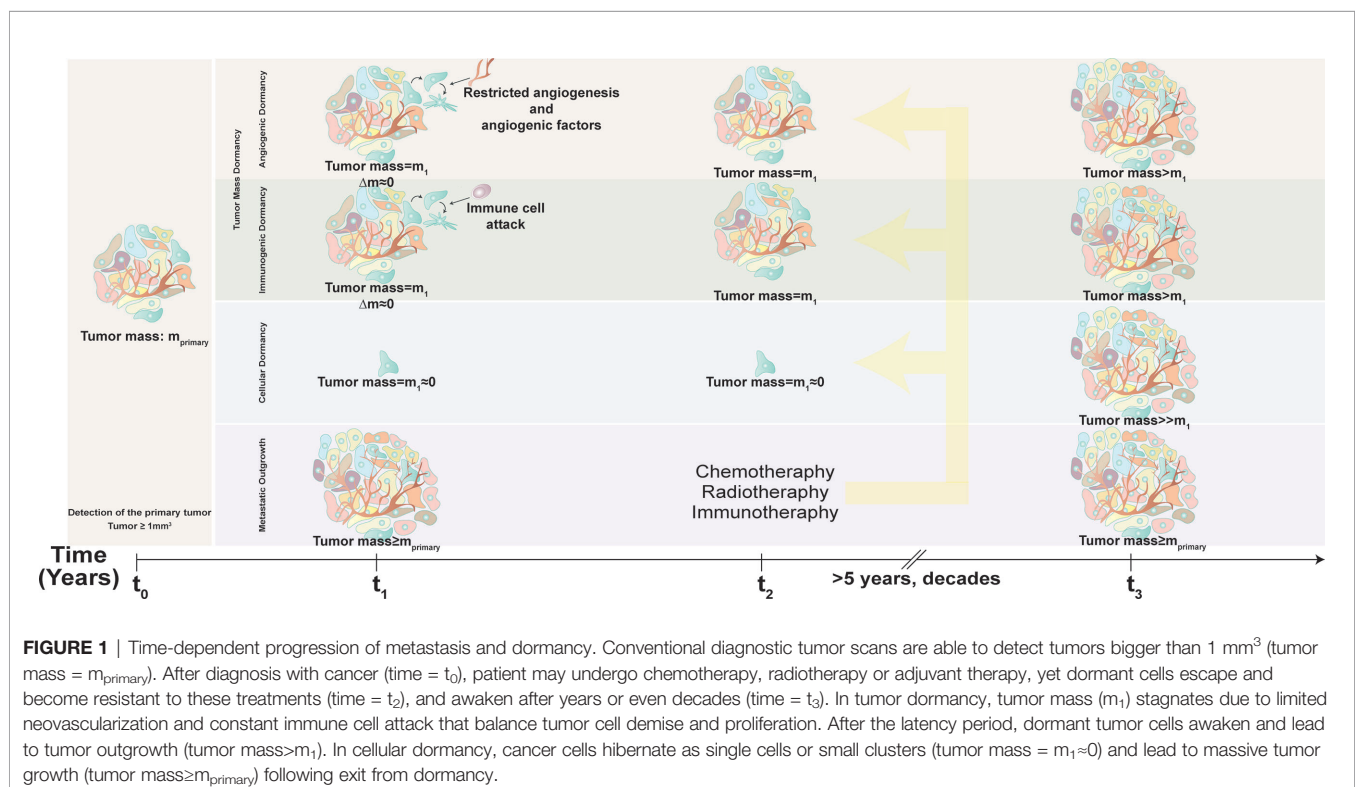 Tumor Mass Dormancy
Angiogenic Dormancy
Restricted angiogenesis
and
angiogenic factors
Tumor mass=m₁
Δm≈0
Tumor mass=m₁
Tumor mass>m₁
Immunogenic Dormancy
Immune cell
attack
Tumor mass=m₁
Δm≈0
Tumor mass=m₁
Tumor mass>m₁
Tumor mass: mprimary
Cellular Dormancy
Tumor mass=m₁≈0
Tumor mass=m₁≈0
Tumor mass>>m₁
Metastatic Outgrowth
Chemotheraphy
Radiotheraphy
Immunotheraphy
Detection of the primary tumor
Tumor ≥ 1mm³
Tumor mass≥mprimary
Tumor mass≥mprimary
Time
(Years)
t₀
t₁
t₂
>5 years, decades
t₃
FIGURE 1 | Time-dependent progression of metastasis and dormancy. Conventional diagnostic tumor scans are able to detect tumors bigger than 1 mm³ (tumor
mass = mprimary). After diagnosis with cancer (time = t₀), patient may undergo chemotherapy, radiotherapy or adjuvant therapy, yet dormant cells escape and
become resistant to these treatments (time = t₂), and awaken after years or even decades (time = t₃). In tumor dormancy, tumor mass (m₁) stagnates due to limited
neovascularization and constant immune cell attack that balance tumor cell demise and proliferation. After the latency period, dormant tumor cells awaken and lead
to tumor outgrowth (tumor mass>m₁). In cellular dormancy, cancer cells hibernate as single cells or small clusters (tumor mass = m₁≈0) and lead to massive tumor
growth (tumor mass≥mprimary) following exit from dormancy.